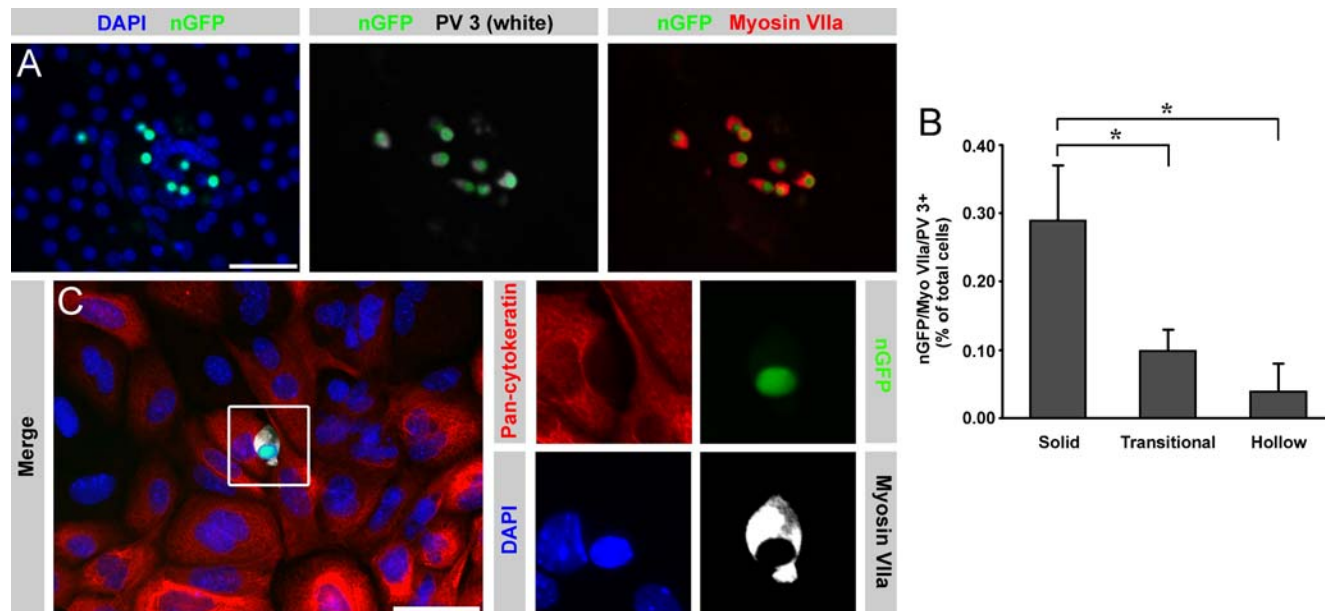 DAPI nGFP
nGFP PV 3 (white)
nGFP Myosin VIIa
A
B
nGFP/Myo VIIa/PV 3+
(% of total cells)
0.40
0.30
0.20
0.10
0.00
*
*
Solid
Transitional
Hollow
C
Merge
Pan-cytokeratin
nGFP
DAPI
Myosin VIIa